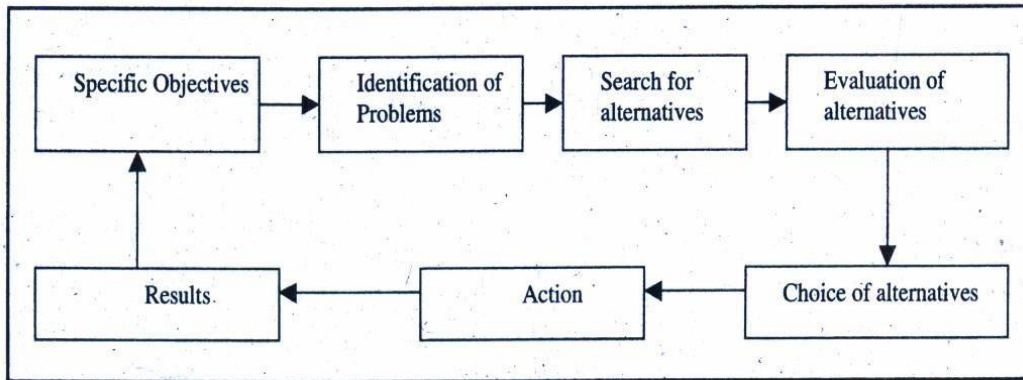 Specific Objectives
Identification of
Problems
Search for
alternatives
Evaluation of
alternatives
Choice of alternatives
Action
Results